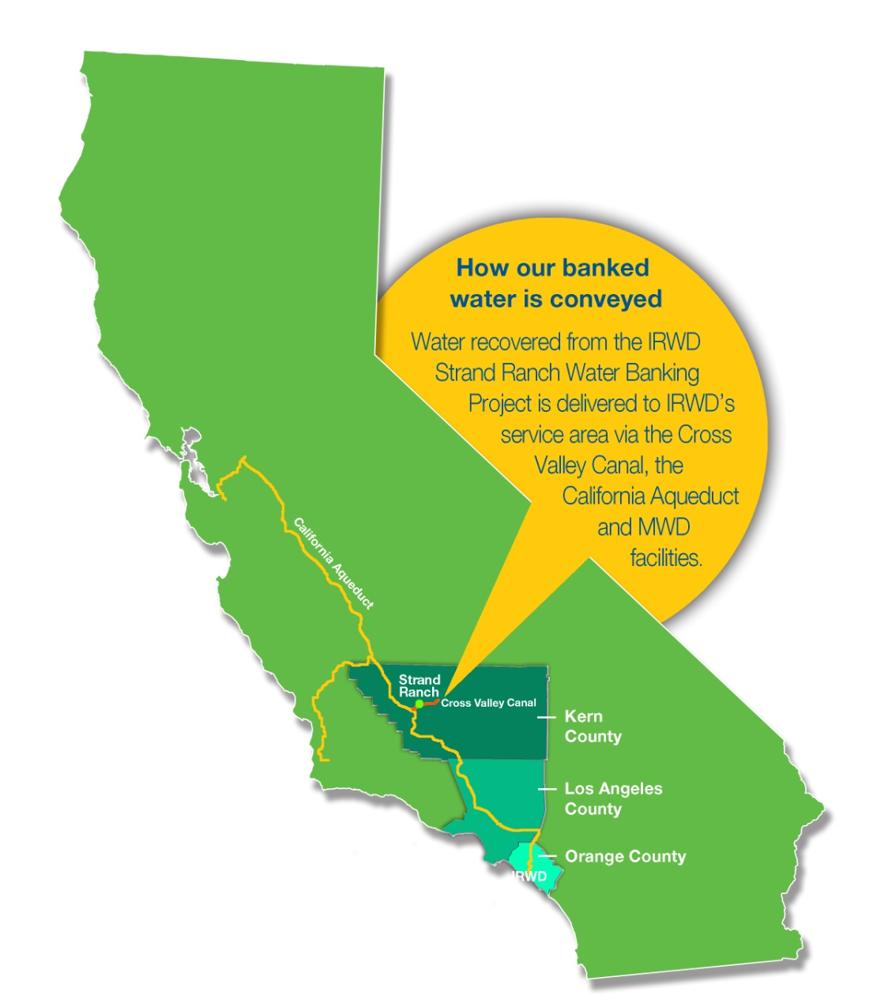 How our banked
water is conveyed
Water recovered from the IRWD
Strand Ranch Water Banking
Project is delivered to IRWD’s
service area via the Cross
Valley Canal, the
California Aqueduct
and MWD
facilities.
California Aqueduct
Strand
Ranch
Cross Valley Canal
Kern
County
Los Angeles
County
Orange County
IRWD